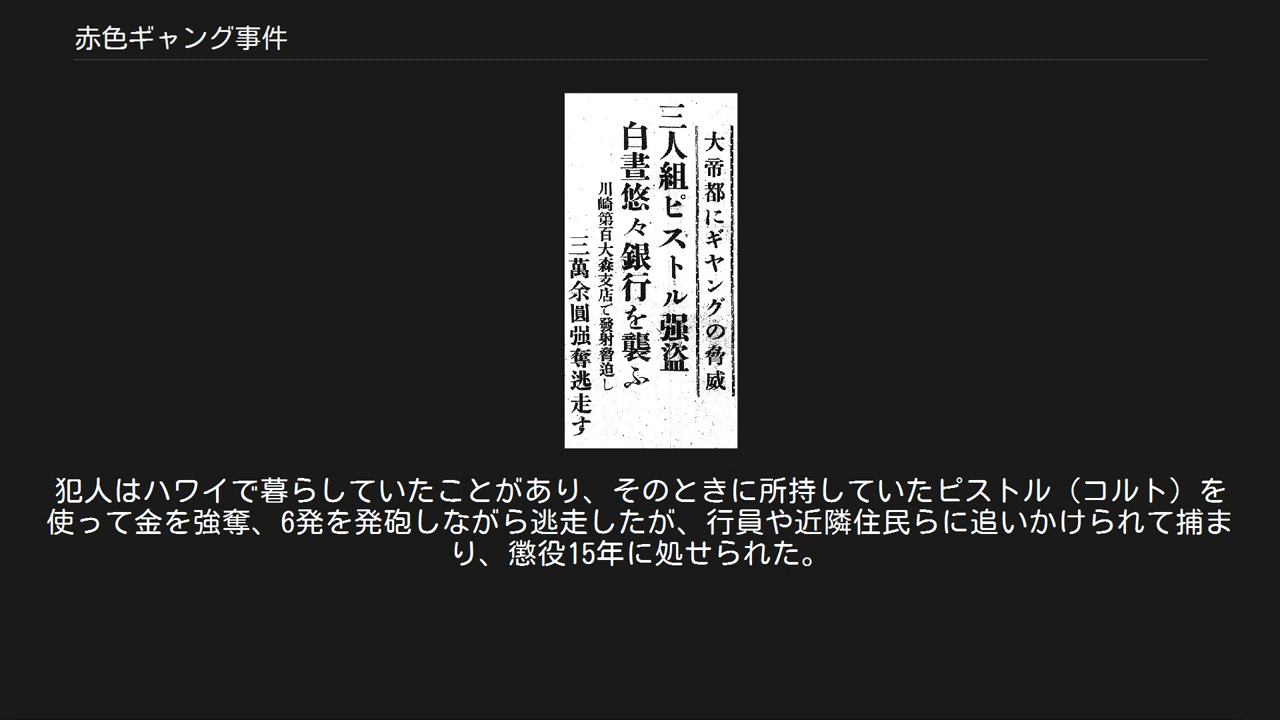 赤色ギャング事件
大帝都にギヤングの脅威
三人組ピストル强盗
白晝悠々銀行を襲ふ
川崎第百大森支店で發射脅迫し
三萬余圓强奪逃走す
犯人はハワイで暮らしていたことがあり、そのときに所持していたピストル（コルト）を
使って金を強奪、6発を発砲しながら逃走したが、行員や近隣住民らに追いかけられて捕ま
り、懲役15年に処せられた。